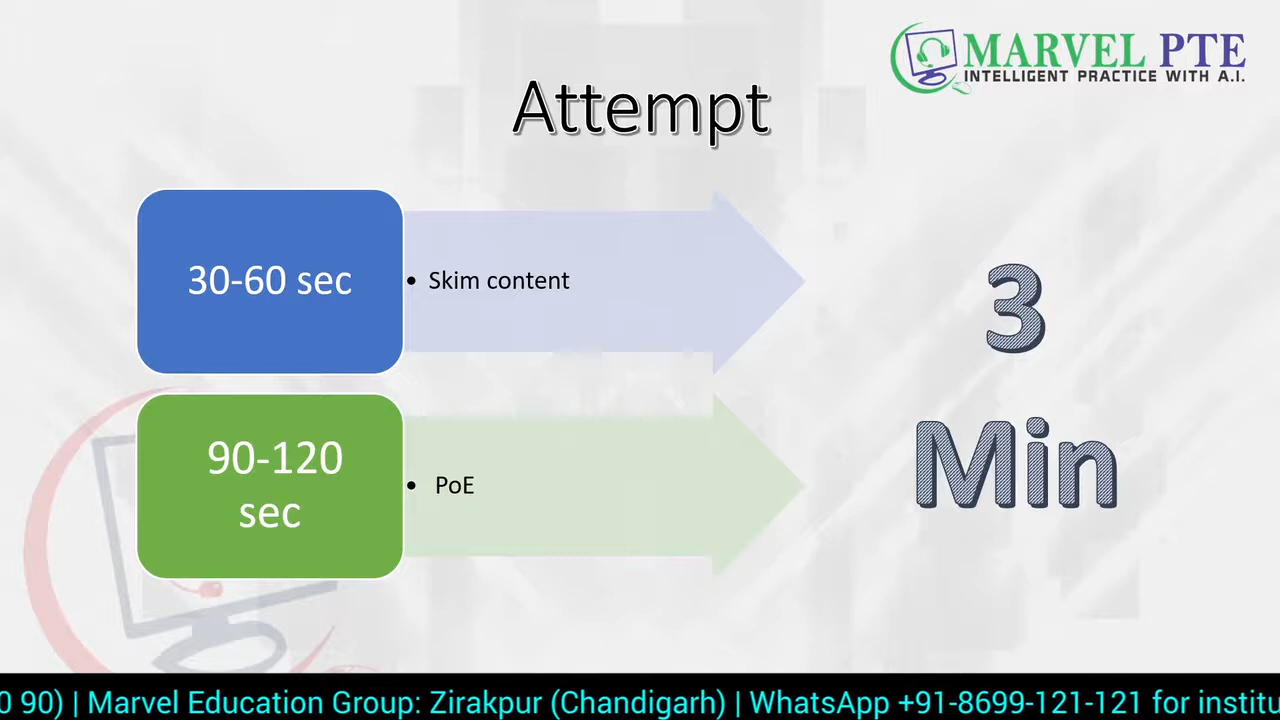 MARVEL PTE
INTELLIGENT PRACTICE WITH A.I.
Attempt
30-60 sec
• Skim content
90-120
sec
• PoE
3
Min
0 90) | Marvel Education Group: Zirakpur (Chandigarh) | WhatsApp +91-8699-121-121 for institu